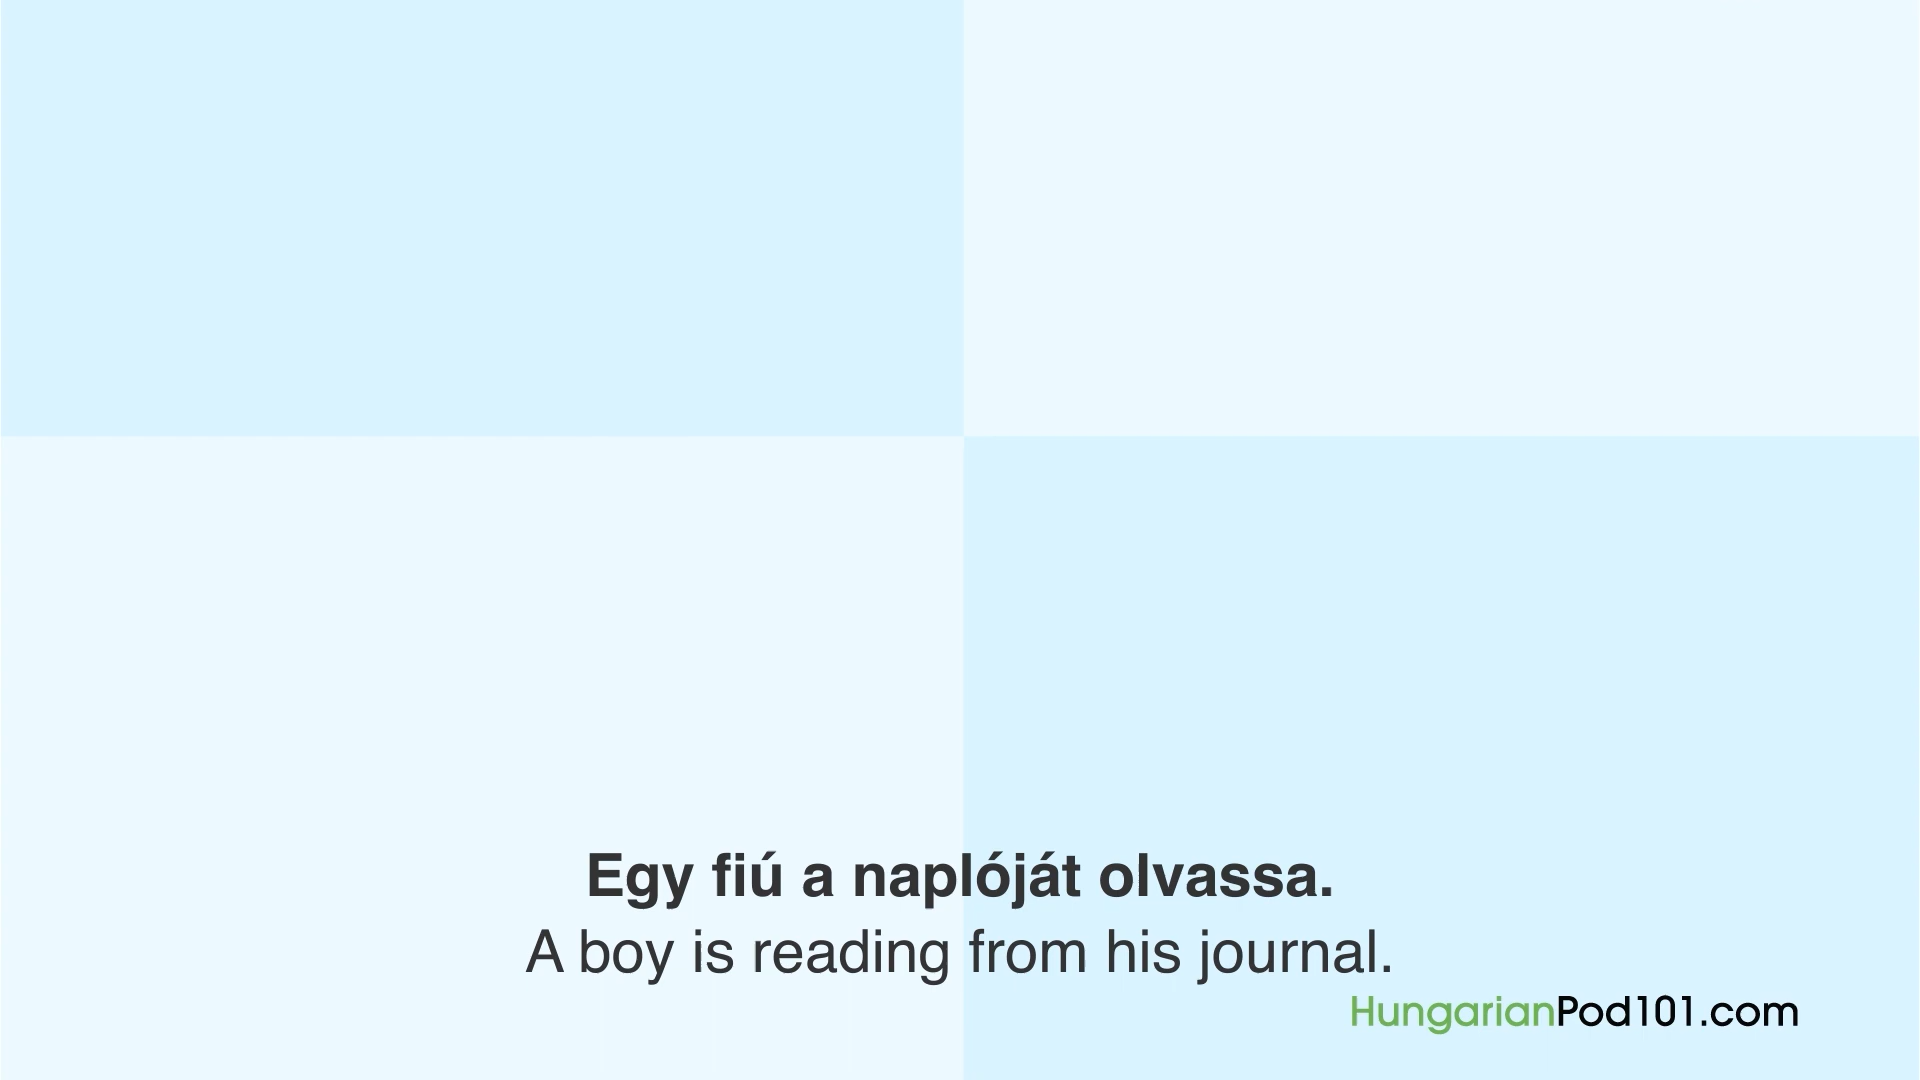 Egy fiú a naplóját olvassa.
A boy is reading from his journal.
HungarianPod101.com